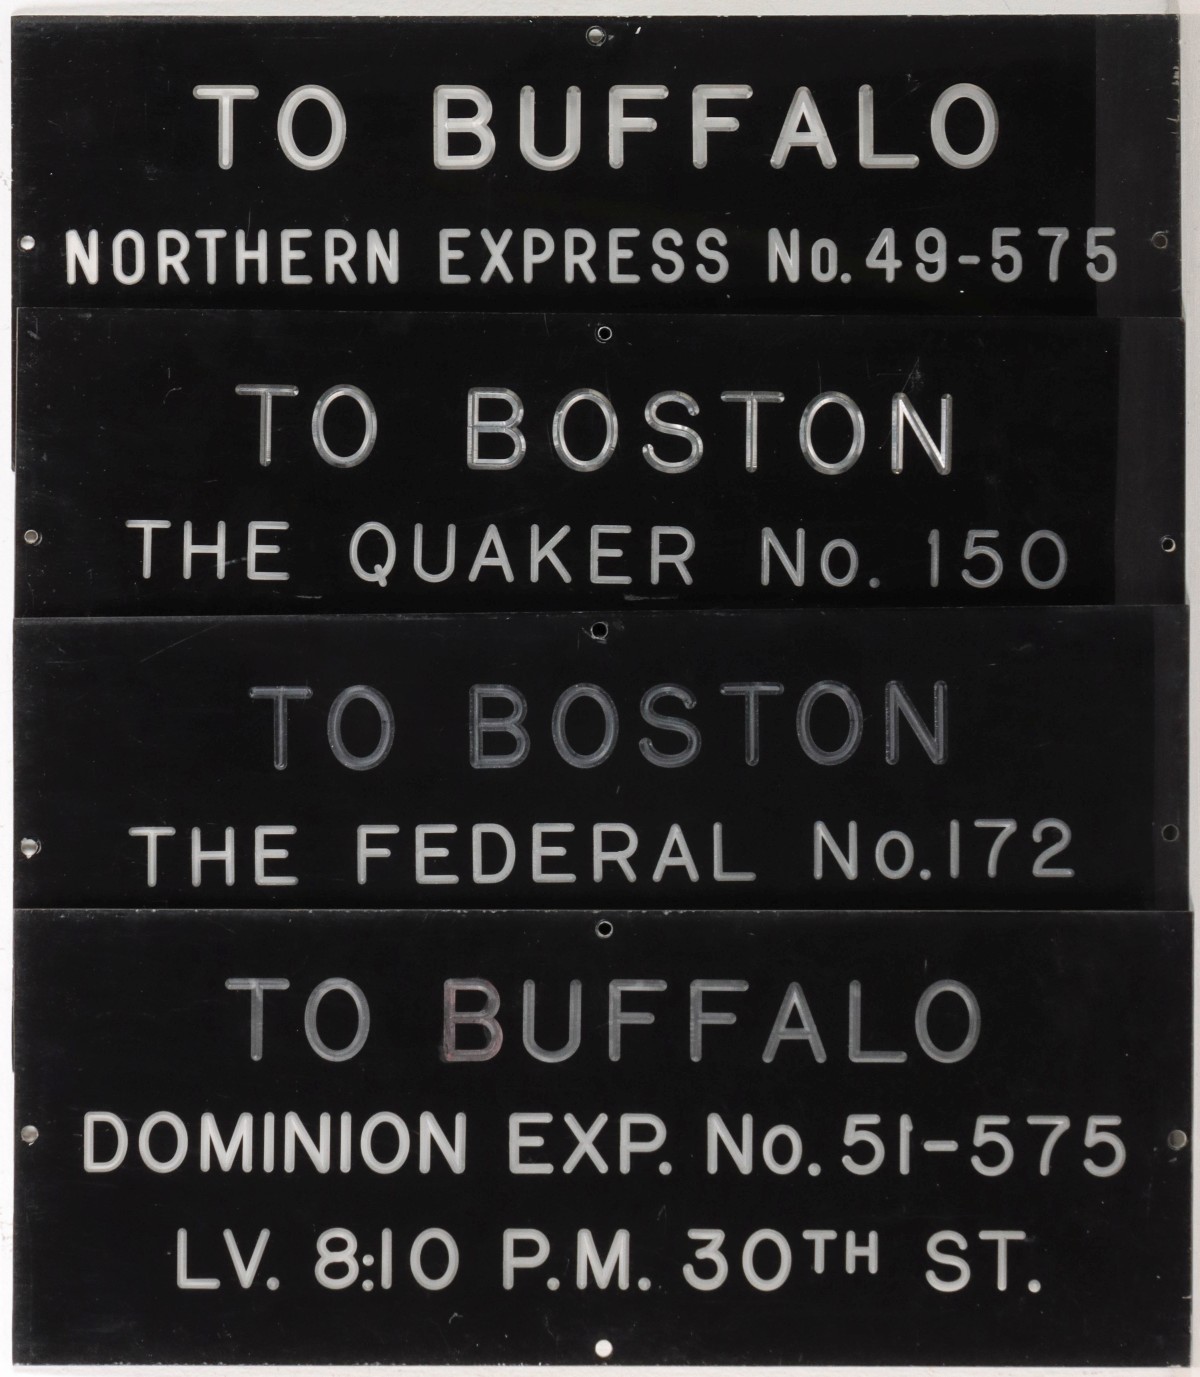 TO BUFFALO
NORTHERN EXPRESS No. 49-575
TO BOSTON
THE QUAKER No. 150
TO BOSTON
THE FEDERAL No. 172
TO BUFFALO
DOMINION EXP. No. 51-575
LV. 8:10 P.M. 30TH ST.